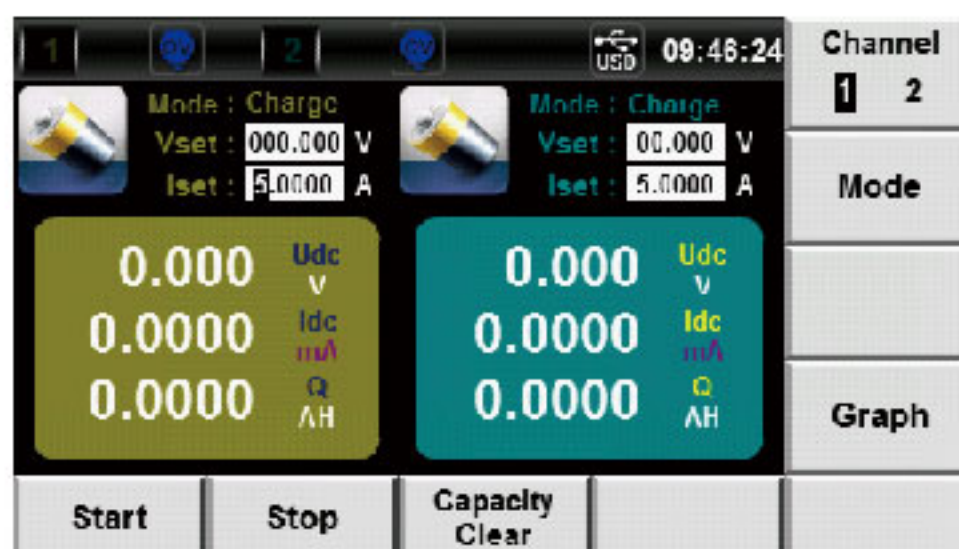 1 CV 2 CV USB 09:46:24
Channel
1 2
Mode : Charge
Vset : 000.000 V
Iset : 5.0000 A
Mode : Charge
Vset : 00.000 V
Iset : 5.0000 A
Mode
0.000 Udc V
0.0000 Idc mA
0.0000 Q AH
0.000 Udc V
0.0000 Idc mA
0.0000 Q AH
Graph
Start
Stop
Capacity
Clear